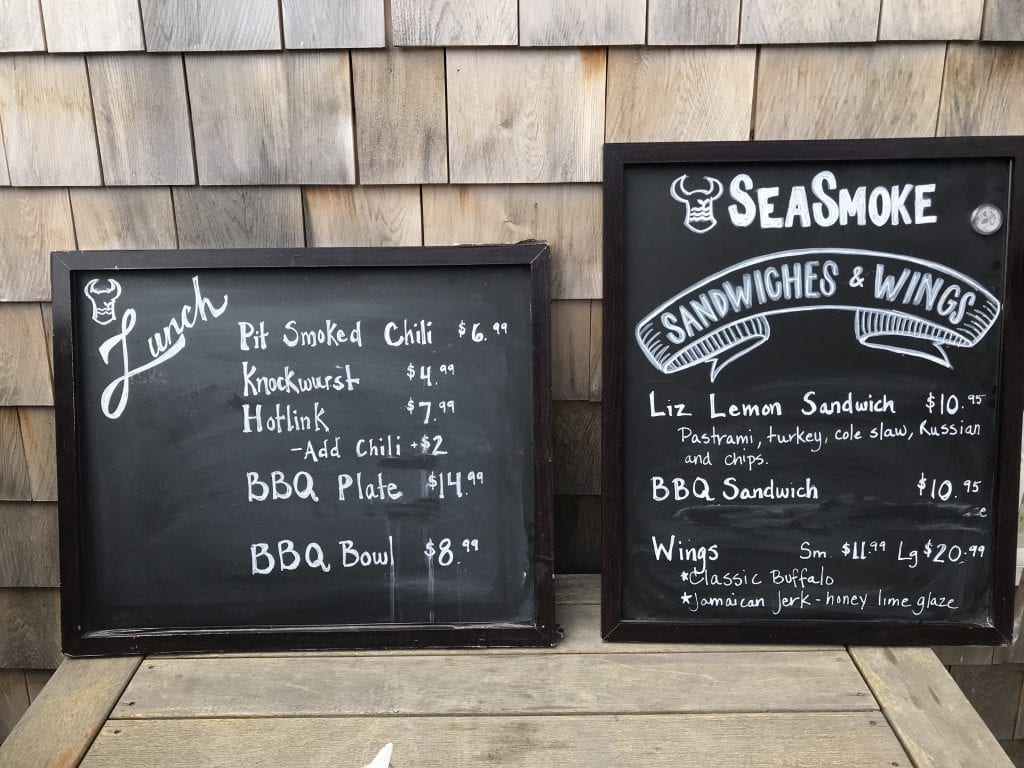 Lunch
Pit Smoked Chili $6.99
Knockwurst $4.99
Hotlink $7.99
-Add Chili +$2
BBQ Plate $14.99
BBQ Bowl $8.99
SEASMOKE
SANDWICHES & WINGS
Liz Lemon Sandwich $10.95
Pastrami, turkey, cole slaw, Russian
and chips.
BBQ Sandwich $10.95
Wings Sm. $11.99 Lg $20.99
*Classic Buffalo
*Jamaican Jerk - honey lime glaze